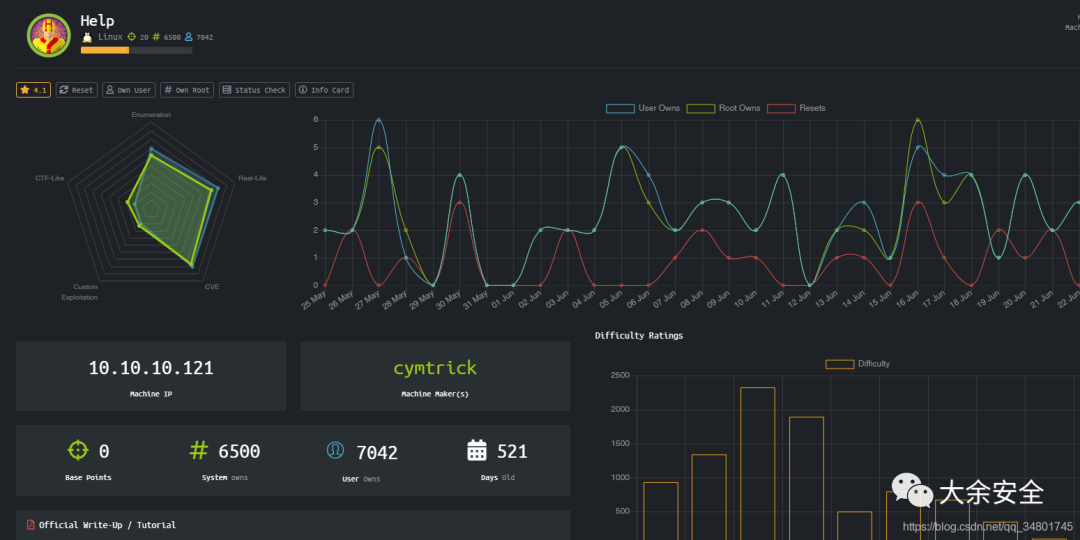 Help
Linux 20 6500 7042
4.1 Reset Own User Own Root Status Check Info Card
Enumeration
Real-Life
CVE
Custom
Exploitation
CTF-Like
User Owns Root Owns Resets
6
5
4
3
2
1
0
25 May 26 May 27 May 28 May 29 May 30 May 31 May 01 Jun 02 Jun 03 Jun 04 Jun 05 Jun 06 Jun 07 Jun 08 Jun 09 Jun 10 Jun 11 Jun 12 Jun 13 Jun 14 Jun 15 Jun 16 Jun 17 Jun 18 Jun 19 Jun 20 Jun 21 Jun
10.10.10.121
Machine IP
cymtrick
Machine Maker(s)
0
Base Points
6500
System owns
7042
User Owns
521
Days Old
Official Write-Up / Tutorial
Difficulty Ratings
Difficulty
2500
2000
1500
1000
500
大余安全
https://blog.csdn.net/qq_34801745